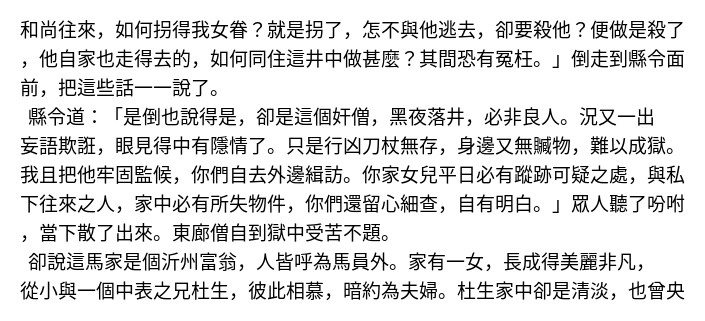 和尚往來，如何拐得我女眷？就是拐了，怎不與他逃去，卻要殺他？便做是殺了
，他自家也走得去的，如何同住這井中做甚麼？其間恐有冤枉。」倒走到縣令面
前，把這些話一一說了。
縣令道：「是倒也說得是，卻是這個奸僧，黑夜落井，必非良人。況又一出
妄語欺誑，眼見得中有隱情了。只是行凶刀杖無存，身邊又無贓物，難以成獄。
我且把他牢固監候，你們自去外邊緝訪。你家女兒平日必有蹤跡可疑之處，與私
下往來之人，家中必有所失物件，你們還留心細查，自有明白。」眾人聽了吩咐
，當下散了出來。東廊僧自到獄中受苦不題。
卻說這馬家是個沂州富翁，人皆呼為馬員外。家有一女，長成得美麗非凡，
從小與一個中表之兄杜生，彼此相慕，暗約為夫婦。杜生家中卻是清淡，也曾央